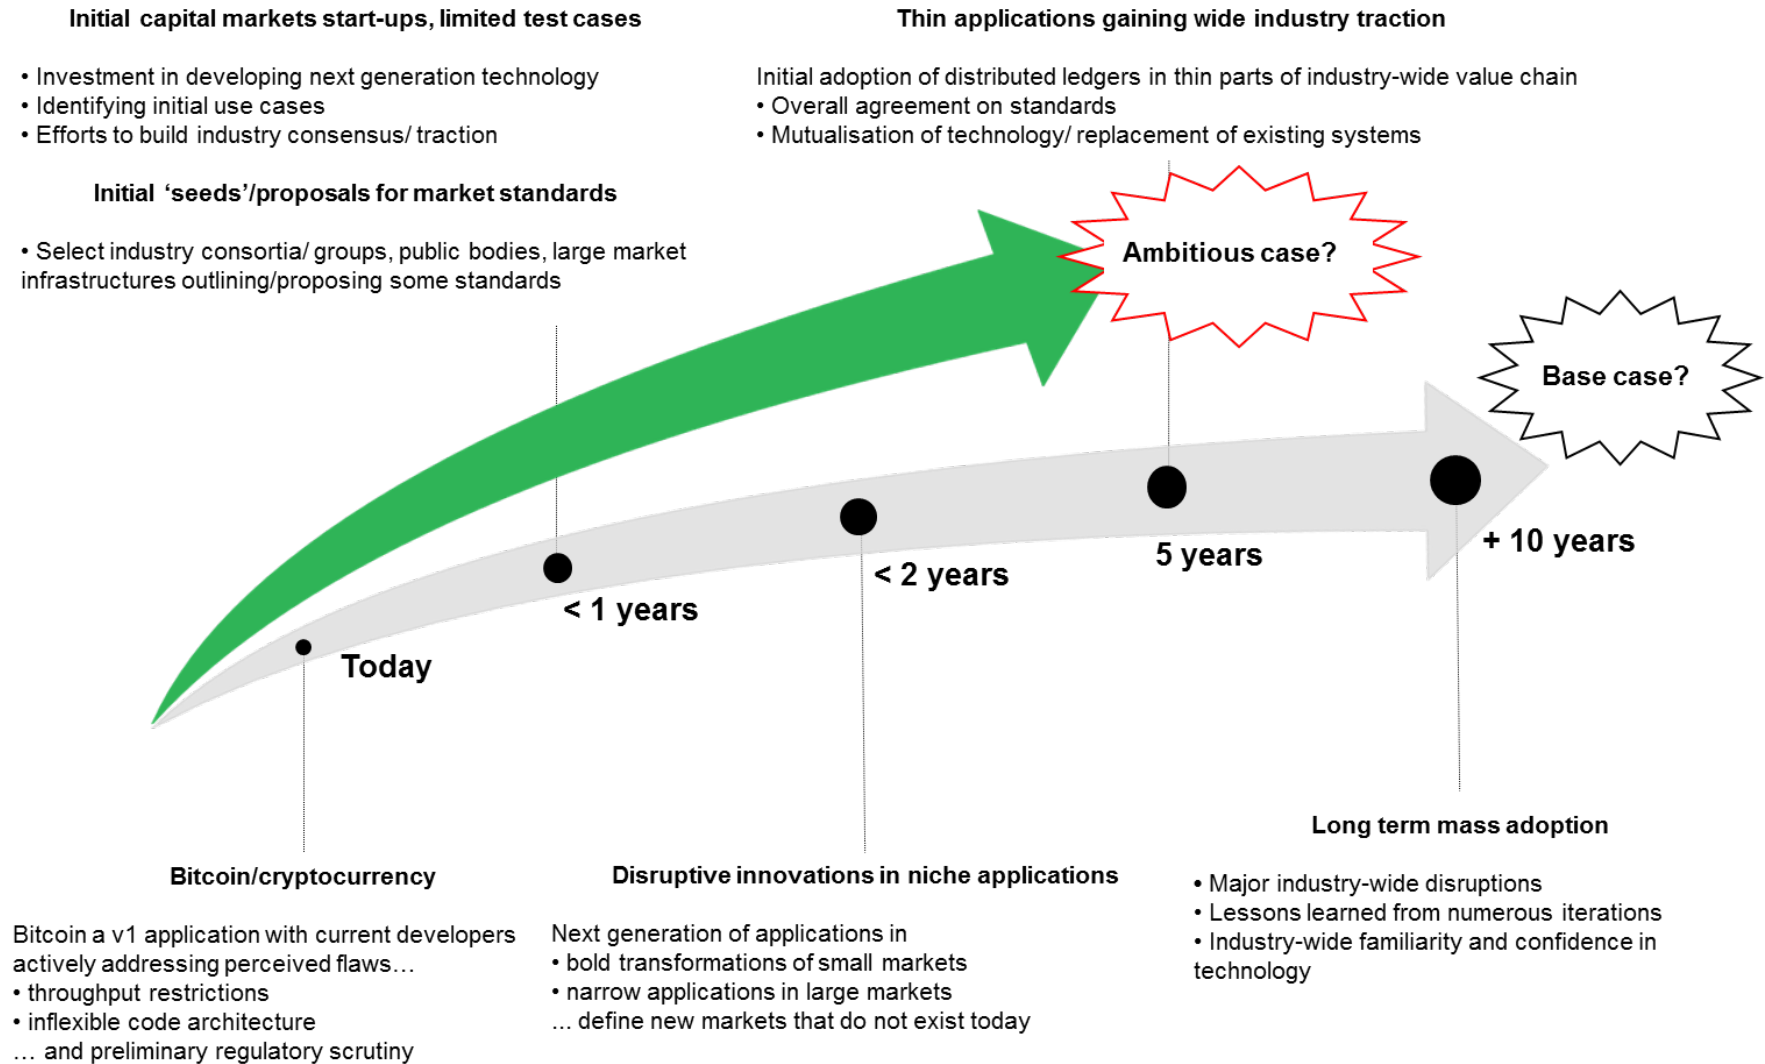 Initial capital markets start-ups, limited test cases
• Investment in developing next generation technology
• Identifying initial use cases
• Efforts to build industry consensus/ traction
Initial ‘seeds’/proposals for market standards
• Select industry consortia/ groups, public bodies, large market
infrastructures outlining/proposing some standards
Thin applications gaining wide industry traction
Initial adoption of distributed ledgers in thin parts of industry-wide value chain
• Overall agreement on standards
• Mutualisation of technology/ replacement of existing systems
Ambitious case?
Base case?
Today
< 1 years
< 2 years
5 years
+ 10 years
Bitcoin/cryptocurrency
Bitcoin a v1 application with current developers
actively addressing perceived flaws…
• throughput restrictions
• inflexible code architecture
… and preliminary regulatory scrutiny
Disruptive innovations in niche applications
Next generation of applications in
• bold transformations of small markets
• narrow applications in large markets
... define new markets that do not exist today
Long term mass adoption
• Major industry-wide disruptions
• Lessons learned from numerous iterations
• Industry-wide familiarity and confidence in
technology